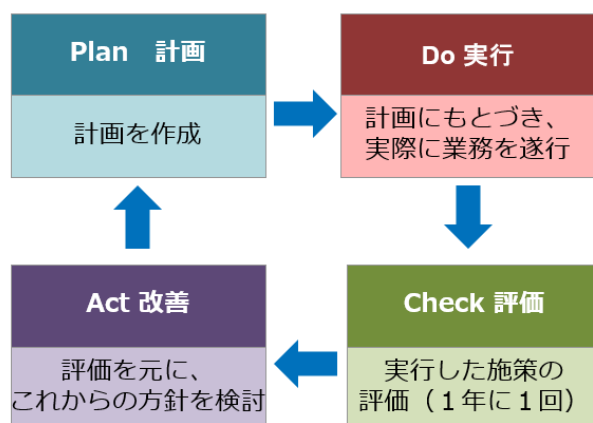 Plan　計画
計画を作成
Do 実行
計画にもとづき、
実際に業務を遂行
Act 改善
評価を元に、
これからの方針を検討
Check 評価
実行した施策の
評価（１年に１回）